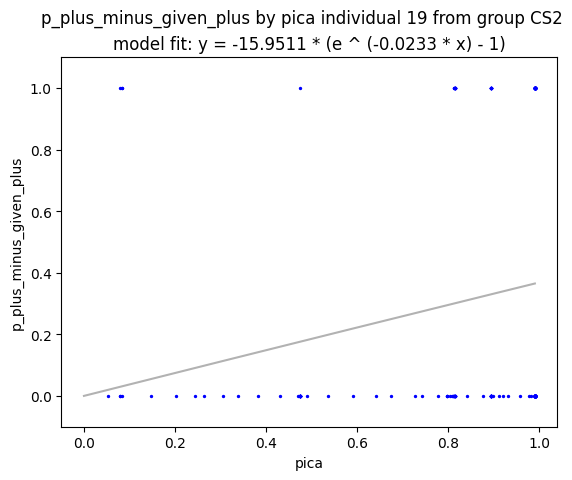 p_plus_minus_given_plus by pica individual 19 from group CS2
model fit: y = -15.9511 * (e ^ (-0.0233 * x) - 1)
p_plus_minus_given_plus
1.0
0.8
0.6
0.4
0.2
0.0
0.0 0.2 0.4 0.6 0.8 1.0
pica